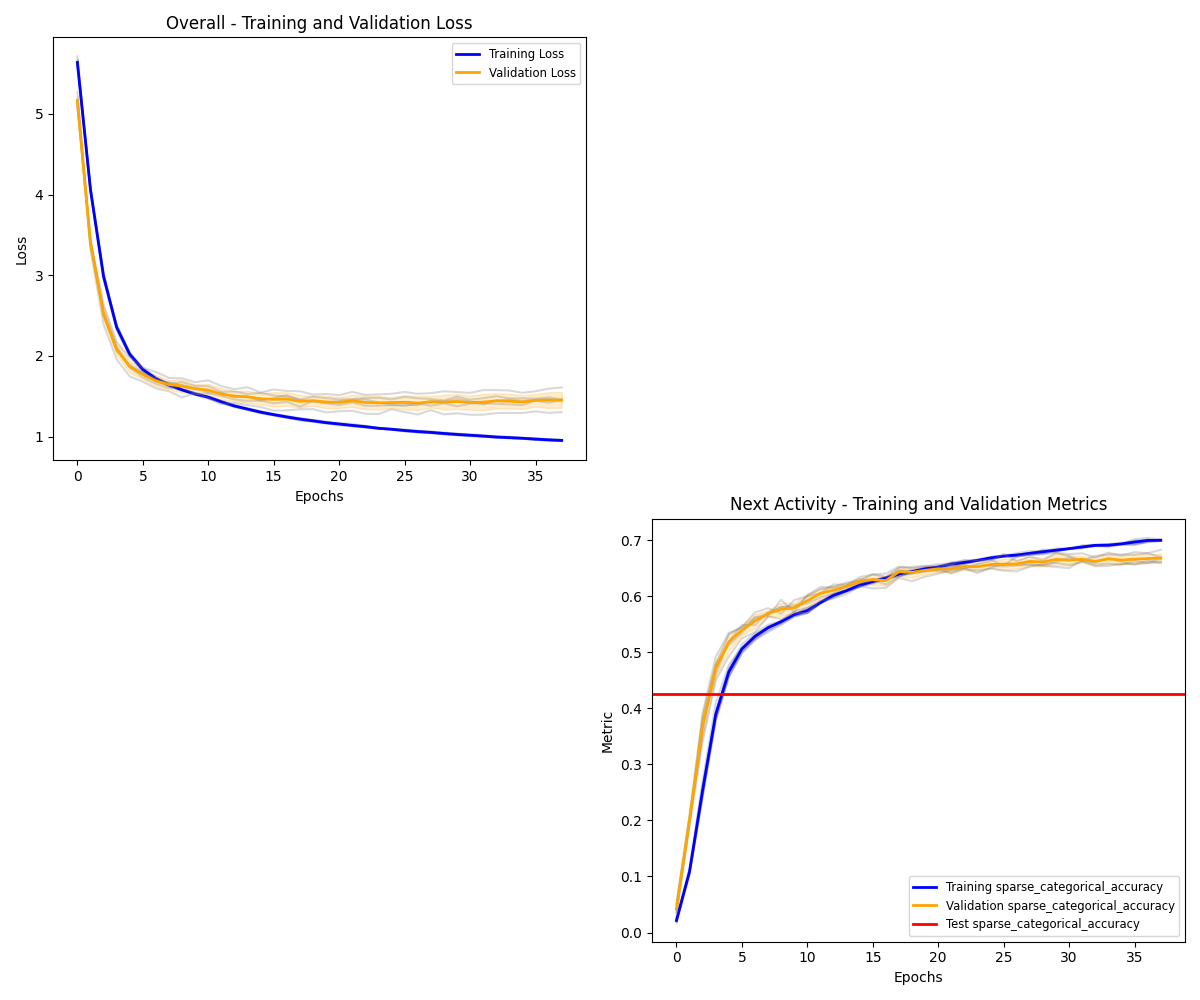 Overall - Training and Validation Loss
Training Loss
Validation Loss
5
4
3
2
1
Loss
0 5 10 15 20 25 30 35
Epochs
Next Activity - Training and Validation Metrics
0.7
0.6
0.5
0.4
0.3
0.2
0.1
0.0
Metric
Training sparse_categorical_accuracy
Validation sparse_categorical_accuracy
Test sparse_categorical_accuracy
0 5 10 15 20 25 30 35
Epochs